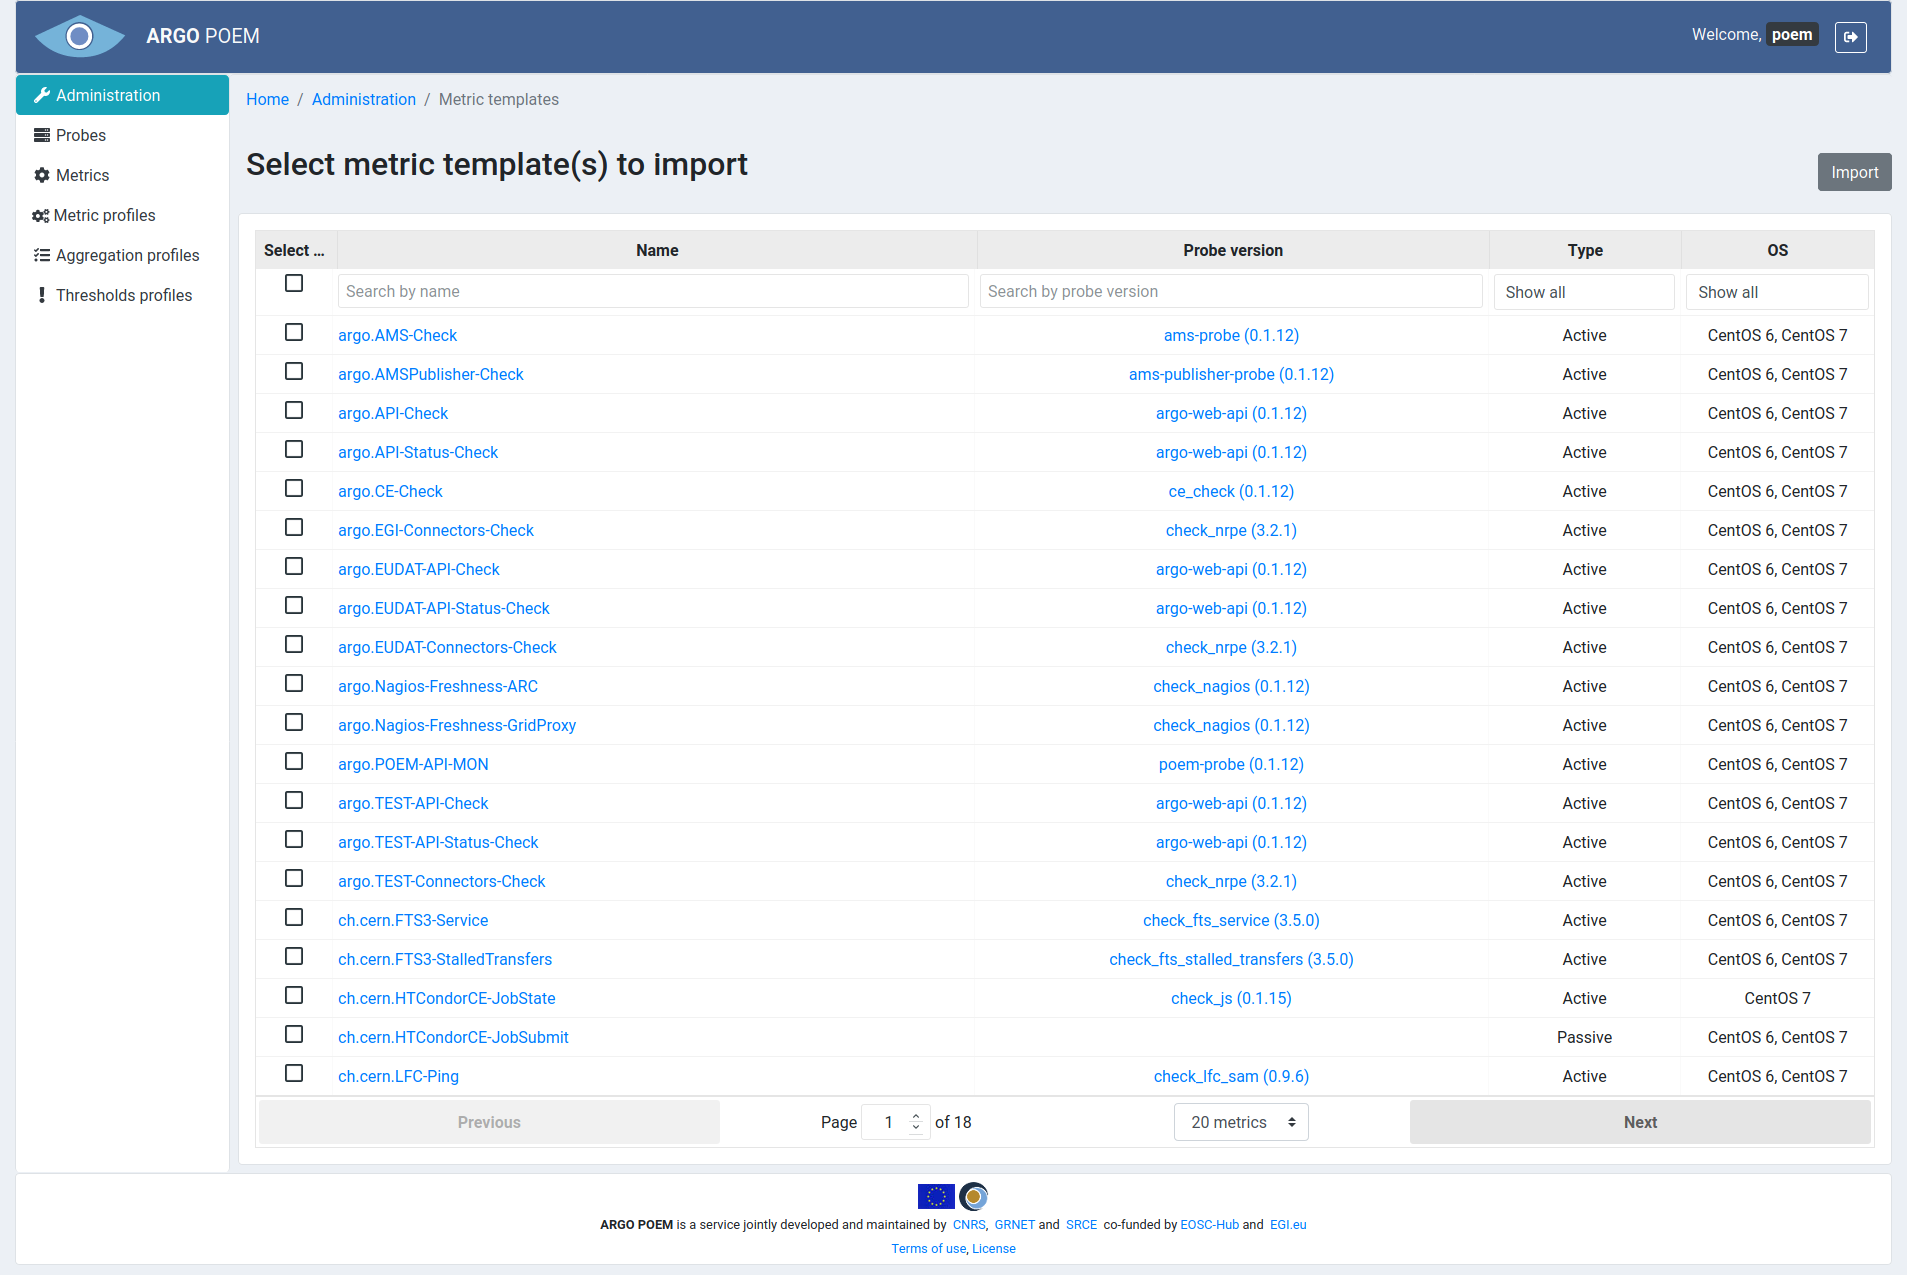 ARGO POEM
Welcome, poem
Administration
Probes
Metrics
Metric profiles
Aggregation profiles
Thresholds profiles
Home / Administration / Metric templates
Select metric template(s) to import
Import
Select ... Name Probe version Type OS
Search by name Search by probe version Show all Show all
argo.AMS-Check ams-probe (0.1.12) Active CentOS 6, CentOS 7
argo.AMSPublisher-Check ams-publisher-probe (0.1.12) Active CentOS 6, CentOS 7
argo.API-Check argo-web-api (0.1.12) Active CentOS 6, CentOS 7
argo.API-Status-Check argo-web-api (0.1.12) Active CentOS 6, CentOS 7
argo.CE-Check ce_check (0.1.12) Active CentOS 6, CentOS 7
argo.EGI-Connectors-Check check_nrpe (3.2.1) Active CentOS 6, CentOS 7
argo.EUDAT-API-Check argo-web-api (0.1.12) Active CentOS 6, CentOS 7
argo.EUDAT-API-Status-Check argo-web-api (0.1.12) Active CentOS 6, CentOS 7
argo.EUDAT-Connectors-Check check_nrpe (3.2.1) Active CentOS 6, CentOS 7
argo.Nagios-Freshness-ARC check_nagios (0.1.12) Active CentOS 6, CentOS 7
argo.Nagios-Freshness-GridProxy check_nagios (0.1.12) Active CentOS 6, CentOS 7
argo.POEM-API-MON poem-probe (0.1.12) Active CentOS 6, CentOS 7
argo.TEST-API-Check argo-web-api (0.1.12) Active CentOS 6, CentOS 7
argo.TEST-API-Status-Check argo-web-api (0.1.12) Active CentOS 6, CentOS 7
argo.TEST-Connectors-Check check_nrpe (3.2.1) Active CentOS 6, CentOS 7
ch.cern.FTS3-Service check_fts_service (3.5.0) Active CentOS 6, CentOS 7
ch.cern.FTS3-StalledTransfers check_fts_stalled_transfers (3.5.0) Active CentOS 6, CentOS 7
ch.cern.HTCondorCE-JobState check_js (0.1.15) Active CentOS 7
ch.cern.HTCondorCE-JobSubmit Passive CentOS 6, CentOS 7
ch.cern.LFC-Ping check_lfc_sam (0.9.6) Active CentOS 6, CentOS 7
Previous Page 1 of 18 20 metrics Next
ARGO POEM is a service jointly developed and maintained by CNRS, GRNET and SRCE co-funded by EOSC-Hub and EGI.eu
Terms of use, License